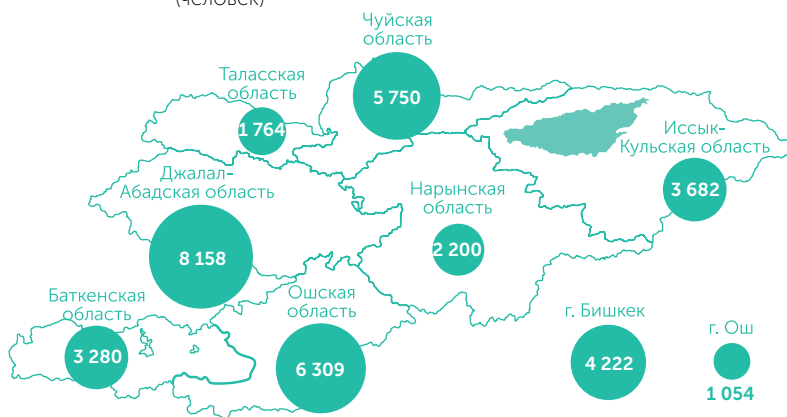 (человек)
Чуйская
область
5 750
Таласская
область
1 764
Иссык-
Кульская область
3 682
Джалал-
Абадская область
8 158
Нарынская
область
2 200
Баткенская
область
3 280
Ошская
область
6 309
г. Бишкек
4 222
г. Ош
1 054